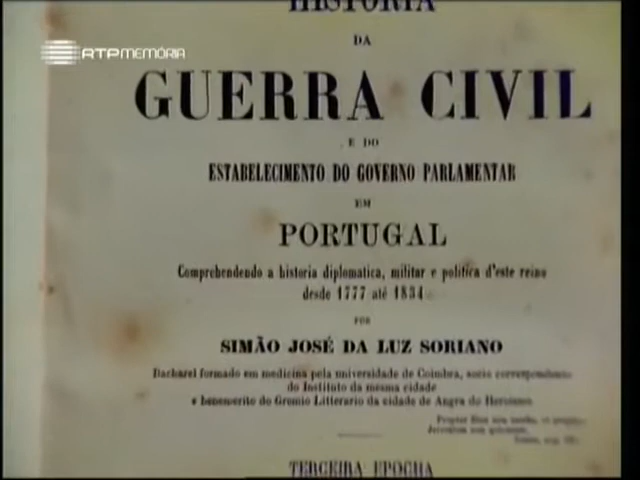 HISTORIA
RTP MEMÓRIA
DA
GUERRA CIVIL
E DO
ESTABELECIMENTO DO GOVERNO PARLAMENTAR
EM
PORTUGAL
Comprehendendo a historia diplomatica, militar e politica d'este reino
desde 1777 até 1834
POR
SIMÃO JOSÉ DA LUZ SORIANO
Bacharel formado em medicina pela universidade de Coimbra, socio correspondente
do Instituto da mesma cidade
e benemerito do Gremio Litterario da cidade de Angra do Heroismo
TERCEIRA EPOCHA